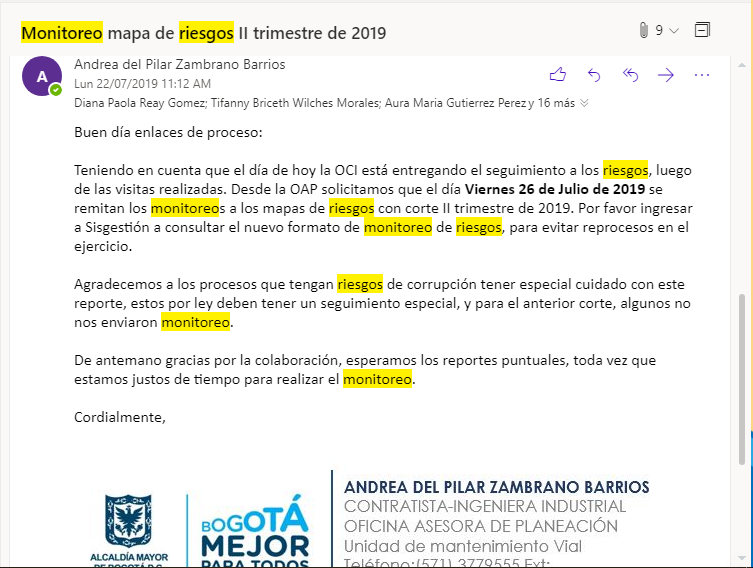 Monitoreo mapa de riesgos II trimestre de 2019
9
A
Andrea del Pilar Zambrano Barrios
Lun 22/07/2019 11:12 AM
Diana Paola Reay Gomez; Tifanny Briceth Wilches Morales; Aura Maria Gutierrez Perez y 16 más
Buen día enlaces de proceso:
Teniendo en cuenta que el día de hoy la OCI está entregando el seguimiento a los riesgos, luego
de las visitas realizadas. Desde la OAP solicitamos que el día Viernes 26 de Julio de 2019 se
remitan los monitoreos a los mapas de riesgos con corte II trimestre de 2019. Por favor ingresar
a Sisgestión a consultar el nuevo formato de monitoreo de riesgos, para evitar reprocesos en el
ejercicio.
Agradecemos a los procesos que tengan riesgos de corrupción tener especial cuidado con este
reporte, estos por ley deben tener un seguimiento especial, y para el anterior corte, algunos no
nos enviaron monitoreo.
De antemano gracias por la colaboración, esperamos los reportes puntuales, toda vez que
estamos justos de tiempo para realizar el monitoreo.
Cordialmente,
ALCALDÍA MAYOR
DE BOGOTÁ D.C.
BOGOTÁ
MEJOR
PARA TODOS
ANDREA DEL PILAR ZAMBRANO BARRIOS
CONTRATISTA-INGENIERA INDUSTRIAL
OFICINA ASESORA DE PLANEACIÓN
Unidad de mantenimiento Vial
Teléfono:(571) 3779555 Ext: